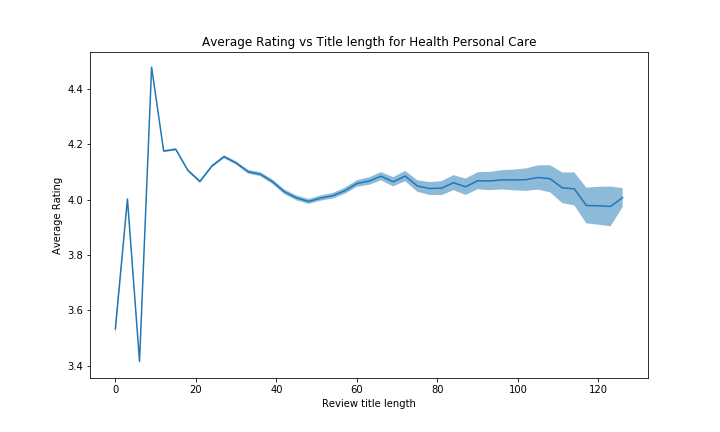 Average Rating vs Title length for Health Personal Care
Average Rating
4.4
4.2
4.0
3.8
3.6
3.4
0 20 40 60 80 100 120
Review title length